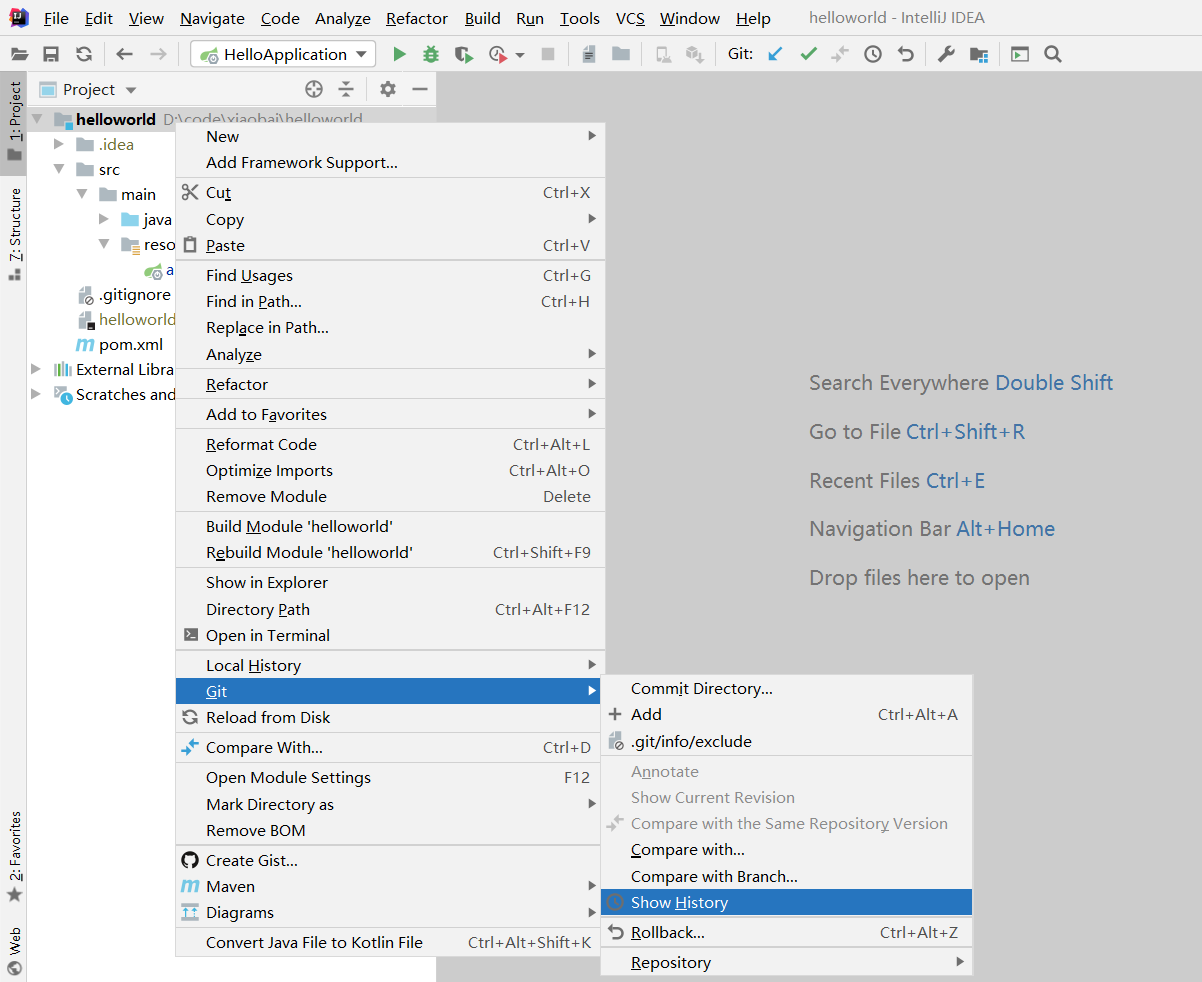 File Edit View Navigate Code Analyze Refactor Build Run Tools VCS Window Help helloworld - IntelliJ IDEA
HelloApplication Git:
1: Project
7: Structure
2: Favorites
Web
Project
helloworld D:\code\xiaobai\helloworld
.idea
src
main
java
reso
a
.gitignore
helloworld
pom.xml
External Libra
Scratches and
New
Add Framework Support...
Cut Ctrl+X
Copy
Paste Ctrl+V
Find Usages Ctrl+G
Find in Path... Ctrl+H
Replace in Path...
Analyze
Refactor
Add to Favorites
Reformat Code Ctrl+Alt+L
Optimize Imports Ctrl+Alt+O
Remove Module Delete
Build Module 'helloworld'
Rebuild Module 'helloworld' Ctrl+Shift+F9
Show in Explorer
Directory Path Ctrl+Alt+F12
Open in Terminal
Local History
Git
Reload from Disk
Compare With... Ctrl+D
Open Module Settings F12
Mark Directory as
Remove BOM
Create Gist...
Maven
Diagrams
Convert Java File to Kotlin File Ctrl+Alt+Shift+K
Commit Directory...
Add Ctrl+Alt+A
.git/info/exclude
Annotate
Show Current Revision
Compare with the Same Repository Version
Compare with...
Compare with Branch...
Show History
Rollback... Ctrl+Alt+Z
Repository
Search Everywhere Double Shift
Go to File Ctrl+Shift+R
Recent Files Ctrl+E
Navigation Bar Alt+Home
Drop files here to open